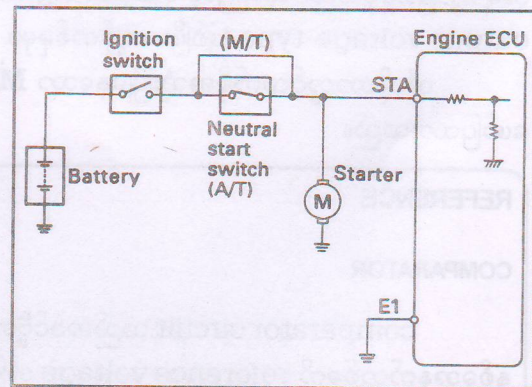 Ignition
switch
(M/T)
Engine ECU
STA
Neutral
start
switch
(A/T)
Battery
Starter
M
E1
REFERENCE
COMPARATOR